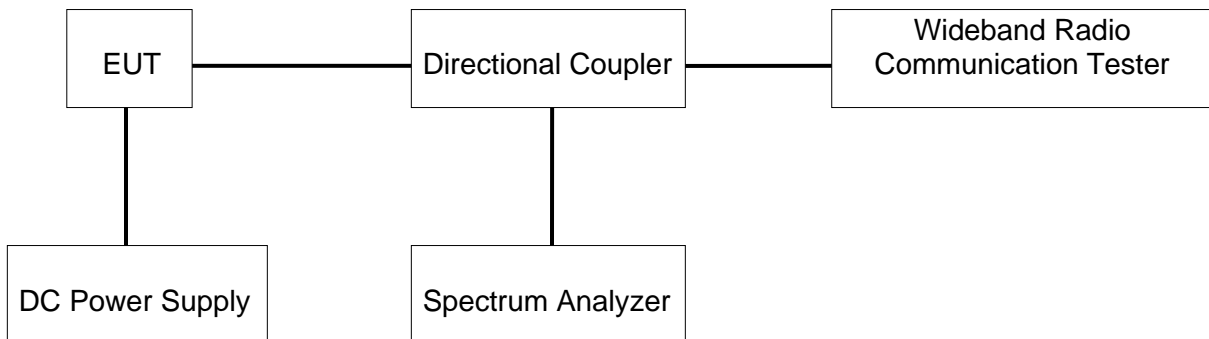 EUT
Directional Coupler
Wideband Radio
Communication Tester
DC Power Supply
Spectrum Analyzer